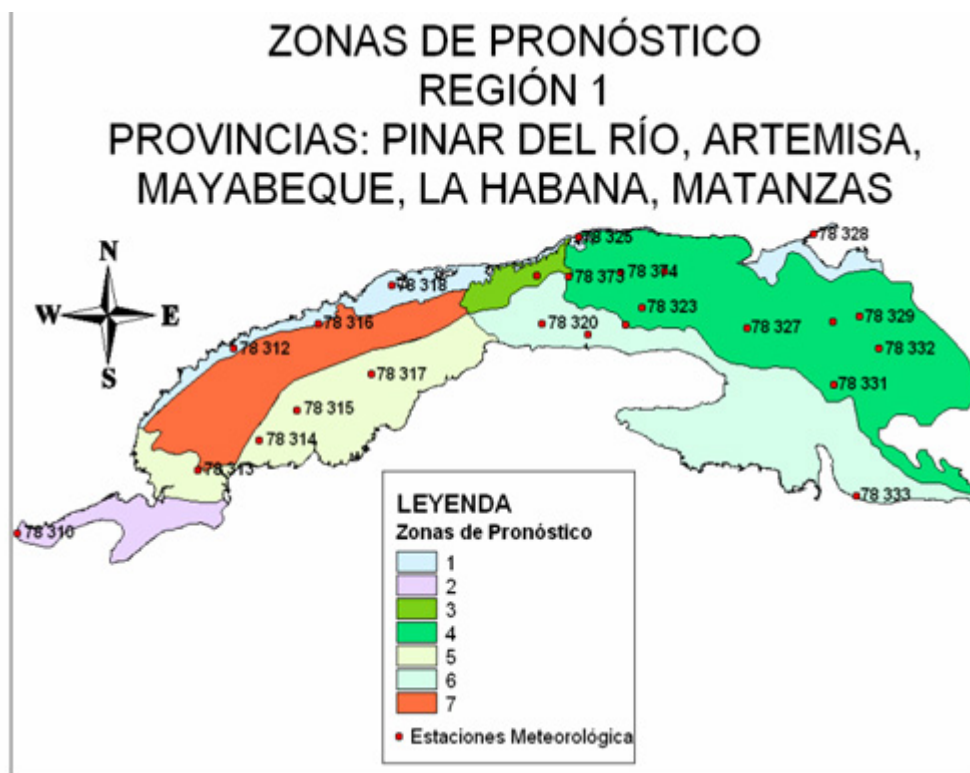 ZONAS DE PRONÓSTICO
REGIÓN 1
PROVINCIAS: PINAR DEL RÍO, ARTEMISA,
MAYABEQUE, LA HABANA, MATANZAS
N
W E
S
78 328
78 325
78 373
78 374
78 318
78 323
78 329
78 316
78 320
78 327
78 312
78 332
78 317
78 331
78 315
78 314
78 313
78 333
78 310
LEYENDA
Zonas de Pronóstico
1
2
3
4
5
6
7
Estaciones Meteorológica